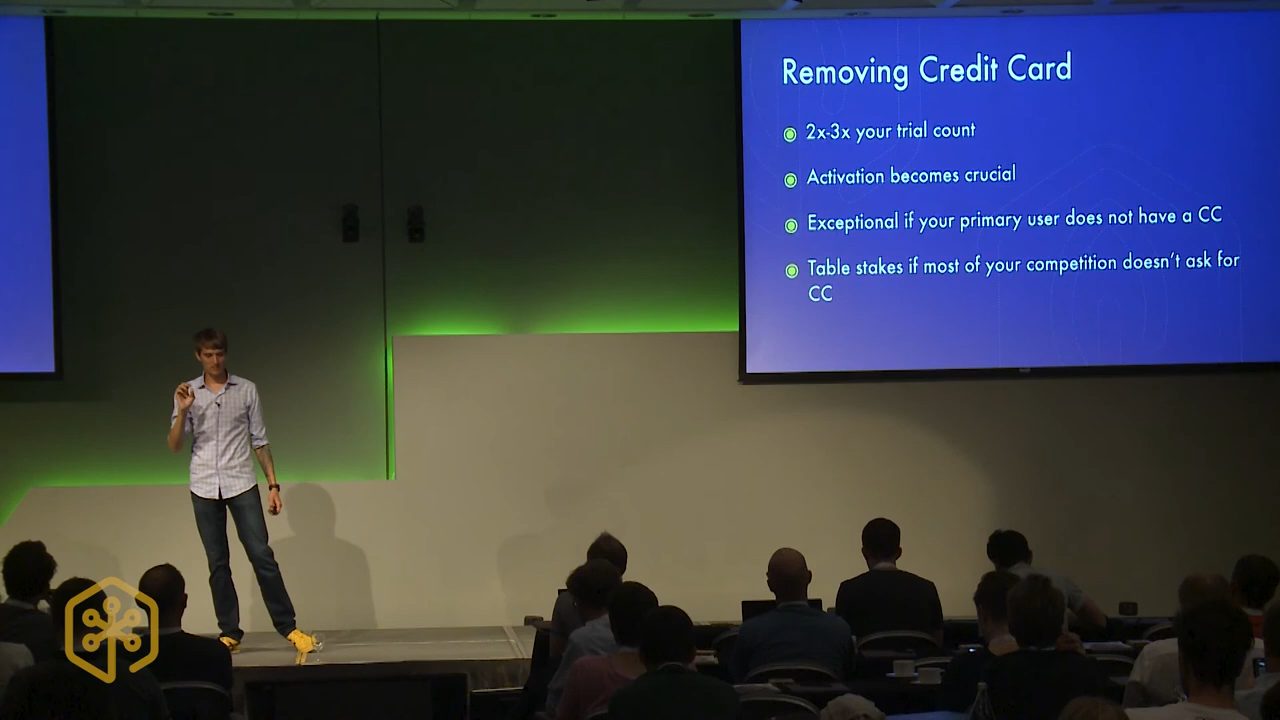 Removing Credit Card
2x-3x your trial count
Activation becomes crucial
Exceptional if your primary user does not have a CC
Table stakes if most of your competition doesn't ask for
CC